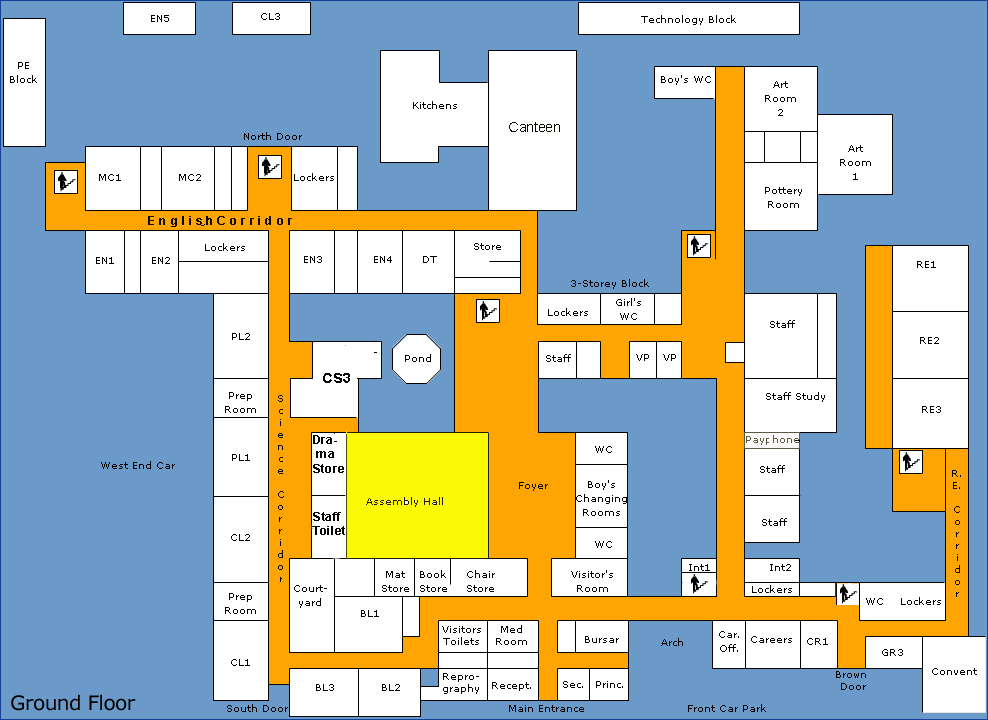 EN5
CL3
Technology Block
PE
Block
Boy's WC
Art
Room
2
Kitchens
Canteen
North Door
Art
Room
1
MC1
MC2
Lockers
Pottery
Room
English Corridor
EN1
EN2
Lockers
EN3
EN4
DT
Store
RE1
3-Storey Block
Lockers
Girl's
WC
Staff
PL2
Pond
Staff
VP
VP
RE2
CS3
Prep
Room
Staff Study
RE3
Science Corridor
Drama
Store
Payphone
WC
PL1
West End Car
Staff
R.E. Corridor
Assembly Hall
Foyer
Boy's
Changing
Rooms
Staff
Toilet
Staff
CL2
WC
Int1
Int2
Court-
yard
Mat
Store
Book
Store
Chair
Store
Visitor's
Room
Lockers
Prep
Room
BL1
WC
Lockers
Visitors
Toilets
Med
Room
Bursar
Arch
Car.
Off.
Careers
CR1
GR3
CL1
Convent
Brown
Door
BL3
BL2
Repro-
graphy
Recept.
Sec.
Princ.
Ground Floor
South Door
Main Entrance
Front Car Park